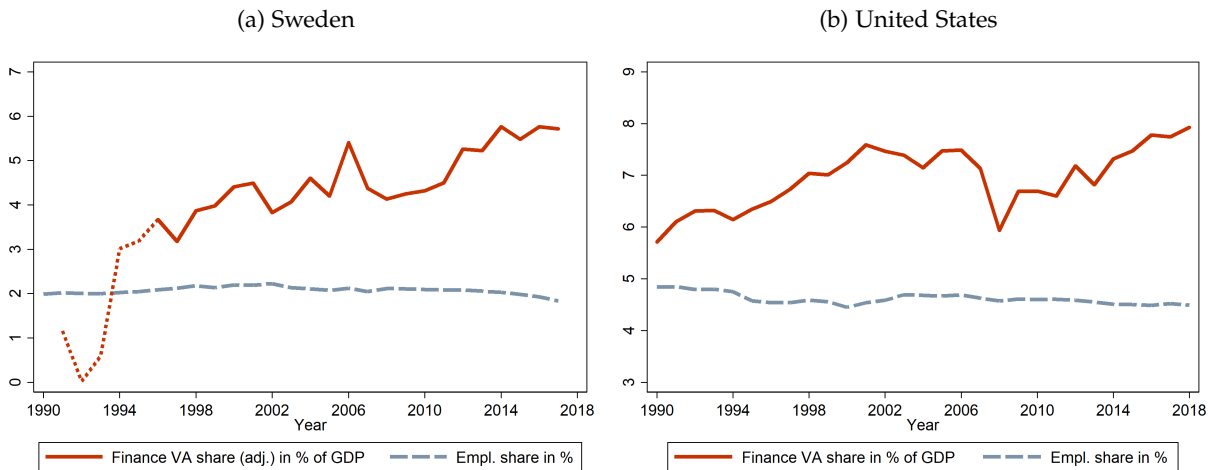 (a) Sweden
7
6
5
4
3
2
1
0
1990 1994 1998 2002 2006 2010 2014 2018
Year
Finance VA share (adj.) in % of GDP Empl. share in %
(b) United States
9
8
7
6
5
4
3
1990 1994 1998 2002 2006 2010 2014 2018
Year
Finance VA share in % of GDP Empl. share in %